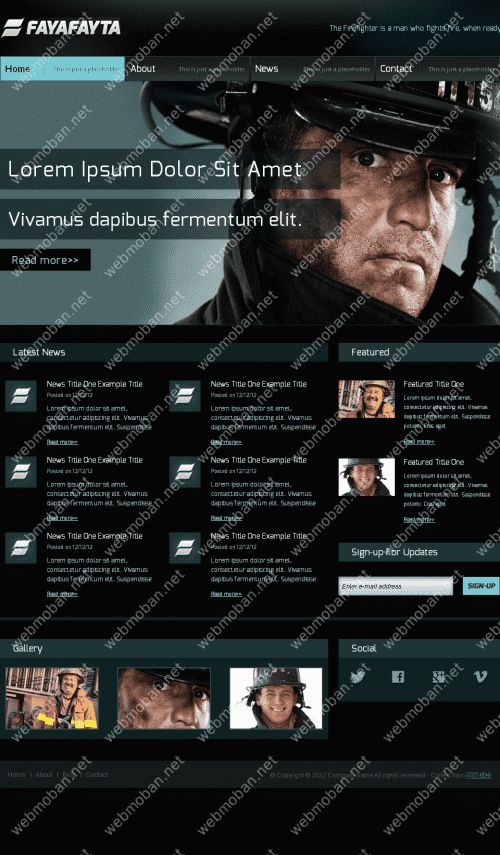 FAYAFAYTA
The Firefighter is a man who fights fire, when ready
Home
This is just a placeholder
About
This is just a placeholder
News
This is just a placeholder
Contact
This is just a placeholder
Lorem Ipsum Dolor Sit Amet
Vivamus dapibus fermentum elit.
Read more>>
Latest News
News Title One Example Title
Posted on 12/12/12
Lorem ipsum dolor sit amet,
consectetur adipiscing elit. Vivamus
dapibus fermentum elit. Suspendisse
Read more>>
News Title One Example Title
Posted on 12/12/12
Lorem ipsum dolor sit amet,
consectetur adipiscing elit. Vivamus
dapibus fermentum elit. Suspendisse
Read more>>
News Title One Example Title
Posted on 12/12/12
Lorem ipsum dolor sit amet,
consectetur adipiscing elit. Vivamus
dapibus fermentum elit. Suspendisse
Read more>>
News Title One Example Title
Posted on 12/12/12
Lorem ipsum dolor sit amet,
consectetur adipiscing elit. Vivamus
dapibus fermentum elit. Suspendisse
Read more>>
News Title One Example Title
Posted on 12/12/12
Lorem ipsum dolor sit amet,
consectetur adipiscing elit. Vivamus
dapibus fermentum elit. Suspendisse
Read more>>
News Title One Example Title
Posted on 12/12/12
Lorem ipsum dolor sit amet,
consectetur adipiscing elit. Vivamus
dapibus fermentum elit. Suspendisse
Read more>>
Featured
Featured Title One
Lorem ipsum dolor sit amet,
consectetur adipiscing elit. Vivamus
dapibus fermentum elit. Suspendisse
potenti. Cras eget
Read more>>
Featured Title One
Lorem ipsum dolor sit amet,
consectetur adipiscing elit. Vivamus
dapibus fermentum elit. Suspendisse
potenti. Cras eget
Read more>>
Sign-up for Updates
Enter e-mail address
SIGN-UP
Gallery
Social
Home | About | Blog | Contact
© Copyright © 2032.Company name All rights reserved - Collect from
webmoban.net